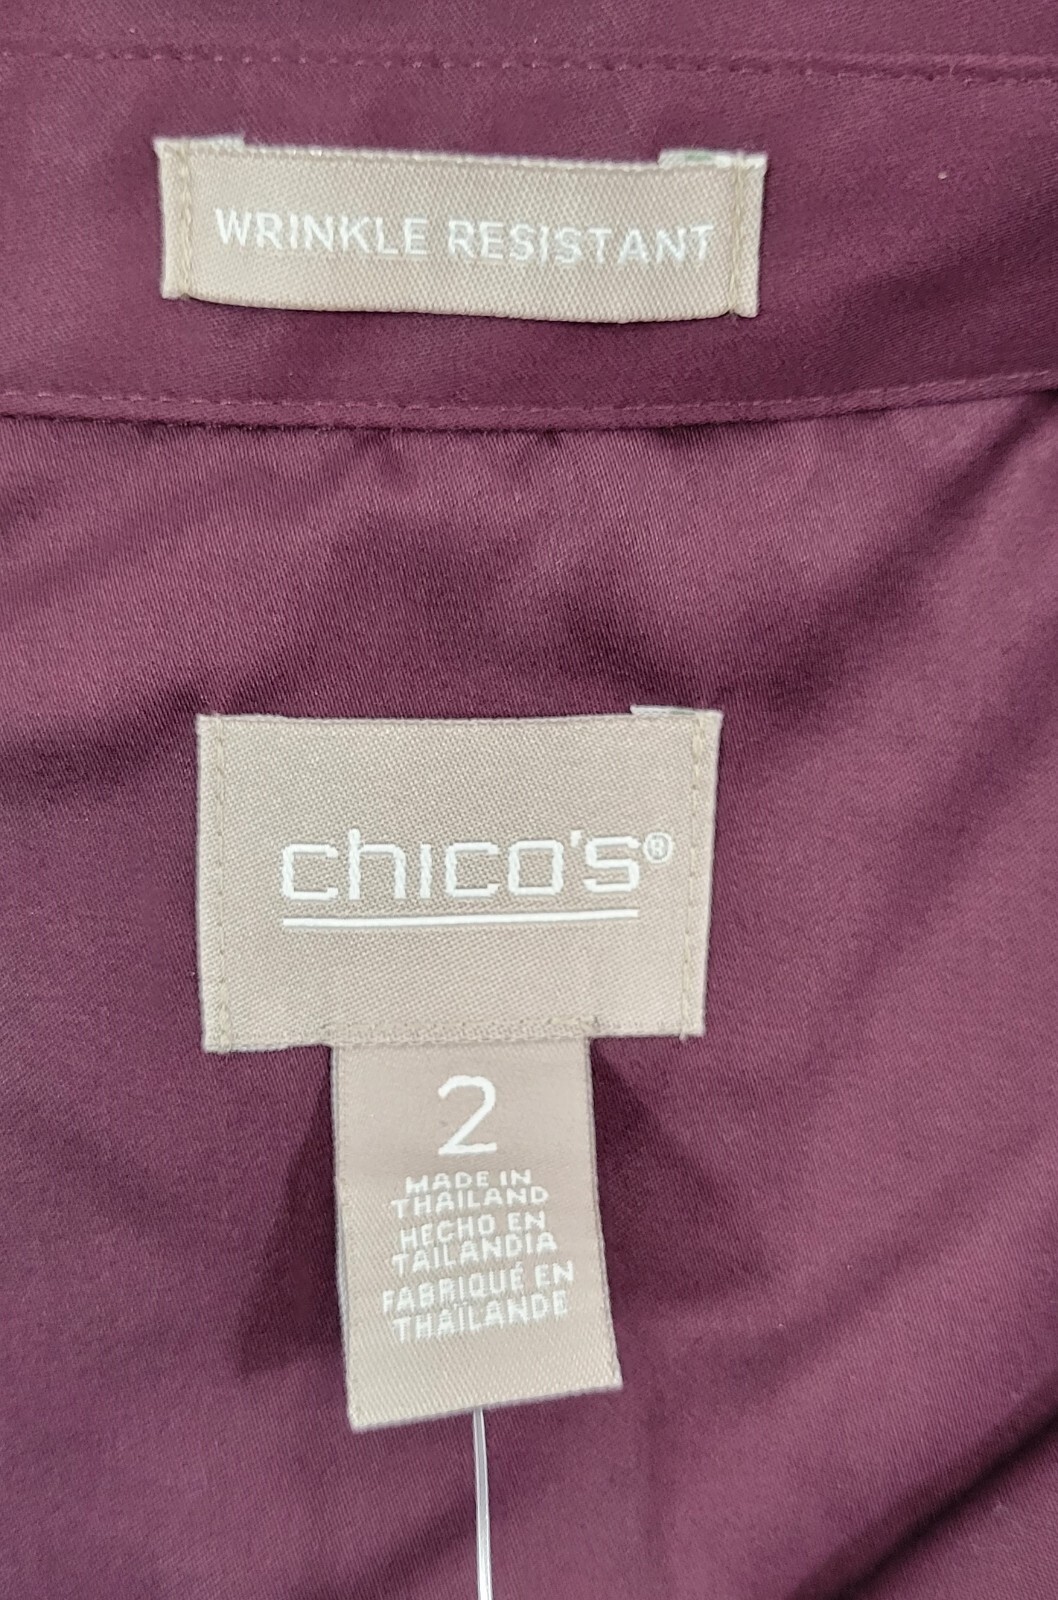 WRINKLE RESISTANT
chico's®
2
MADE IN
THAILAND
HECHO EN
TAILANDIA
FABRIQUÉ EN
THAÏLANDE